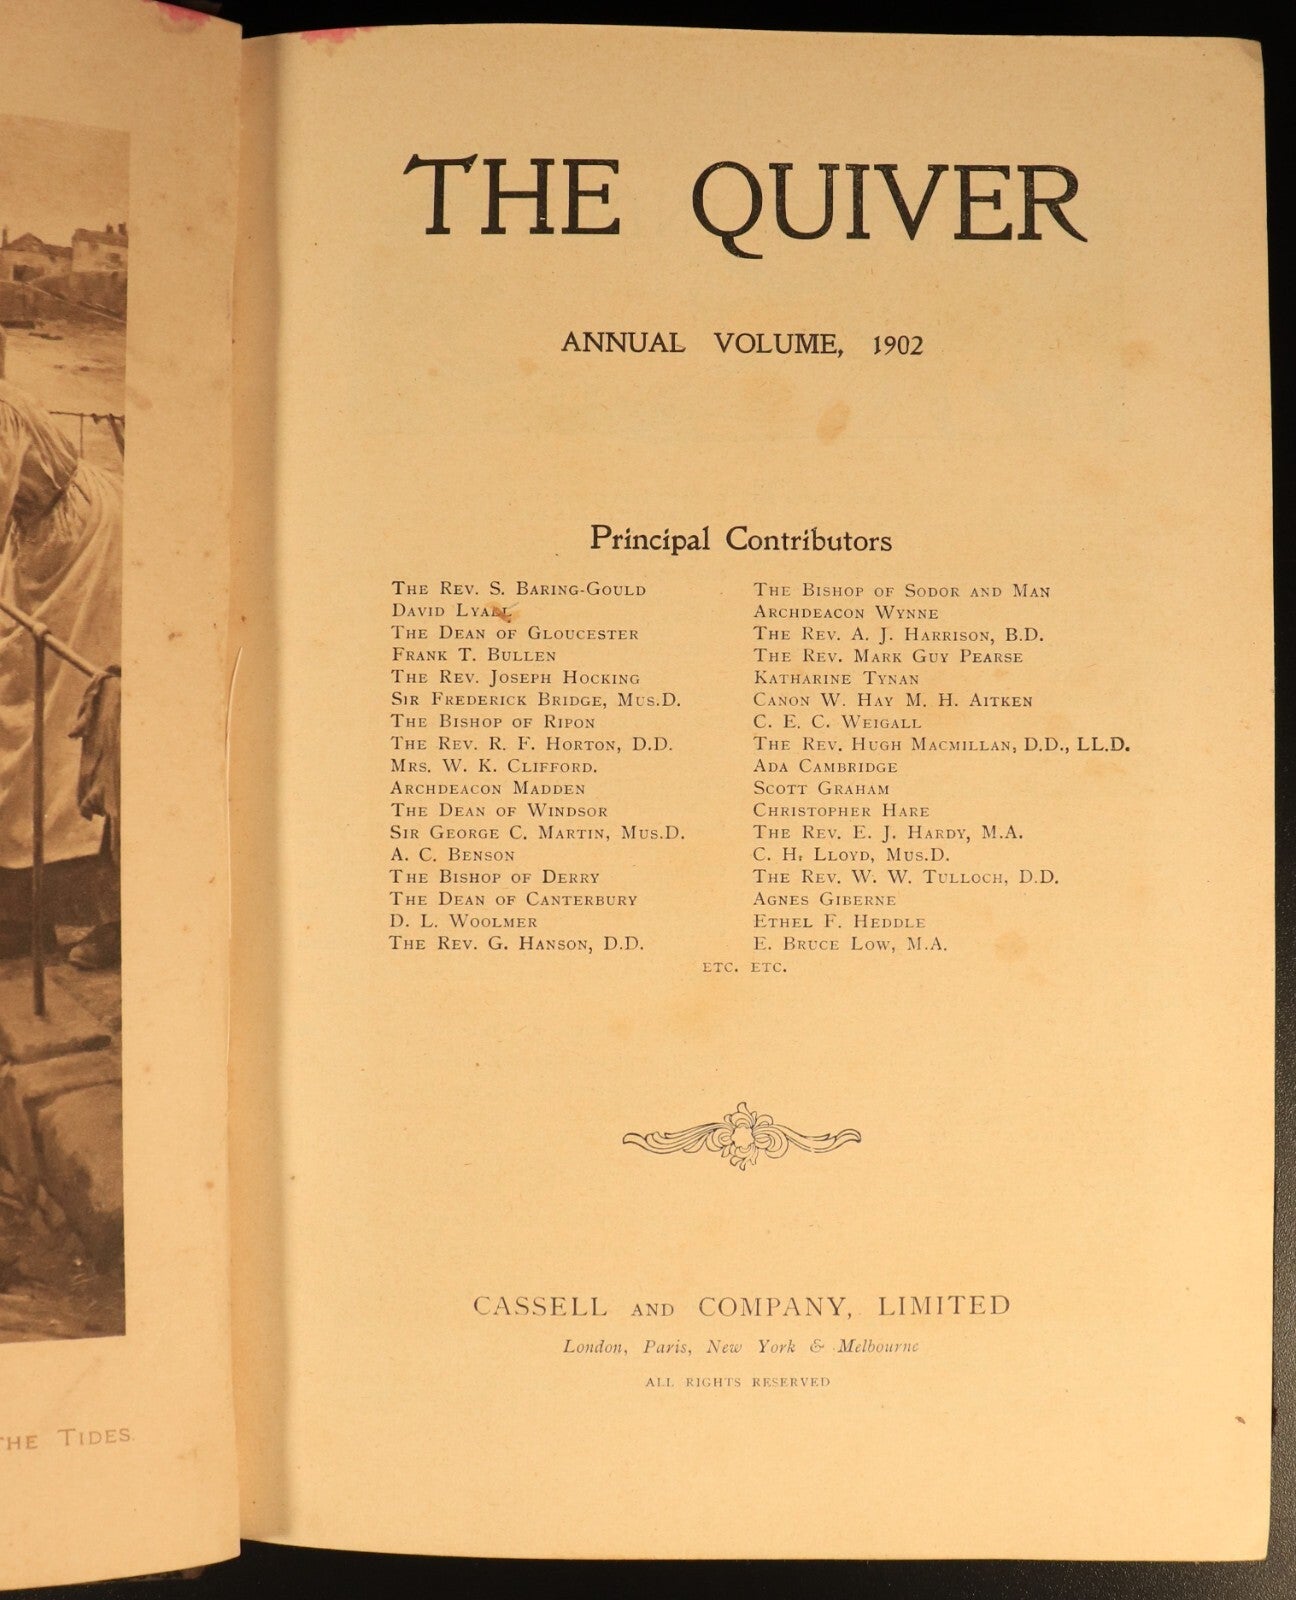 THE QUIVER
ANNUAL VOLUME, 1902
Principal Contributors
THE REV. S. BARING-GOULD
DAVID LYALL
THE DEAN OF GLOUCESTER
FRANK T. BULLEN
THE REV. JOSEPH HOCKING
SIR FREDERICK BRIDGE, MUS.D.
THE BISHOP OF RIPON
THE REV. R. F. HORTON, D.D.
MRS. W. K. CLIFFORD.
ARCHDEACON MADDEN
THE DEAN OF WINDSOR
SIR GEORGE C. MARTIN, MUS.D.
A. C. BENSON
THE BISHOP OF DERRY
THE DEAN OF CANTERBURY
D. L. WOOLMER
THE REV. G. HANSON, D.D.
THE BISHOP OF SODOR AND MAN
ARCHDEACON WYNNE
THE REV. A. J. HARRISON, B.D.
THE REV. MARK GUY PEARSE
KATHARINE TYNAN
CANON W. HAY M. H. AITKEN
C. E. C. WEIGALL
THE REV. HUGH MACMILLAN, D.D., LL.D.
ADA CAMBRIDGE
SCOTT GRAHAM
CHRISTOPHER HARE
THE REV. E. J. HARDY, M.A.
C. H. LLOYD, MUS.D.
THE REV. W. W. TULLOCH, D.D.
AGNES GIBERNE
ETHEL F. HEDDLE
E. BRUCE LOW, M.A.
ETC. ETC.
CASSELL AND COMPANY, LIMITED
London, Paris, New York & Melbourne
ALL RIGHTS RESERVED
THE TIDES.